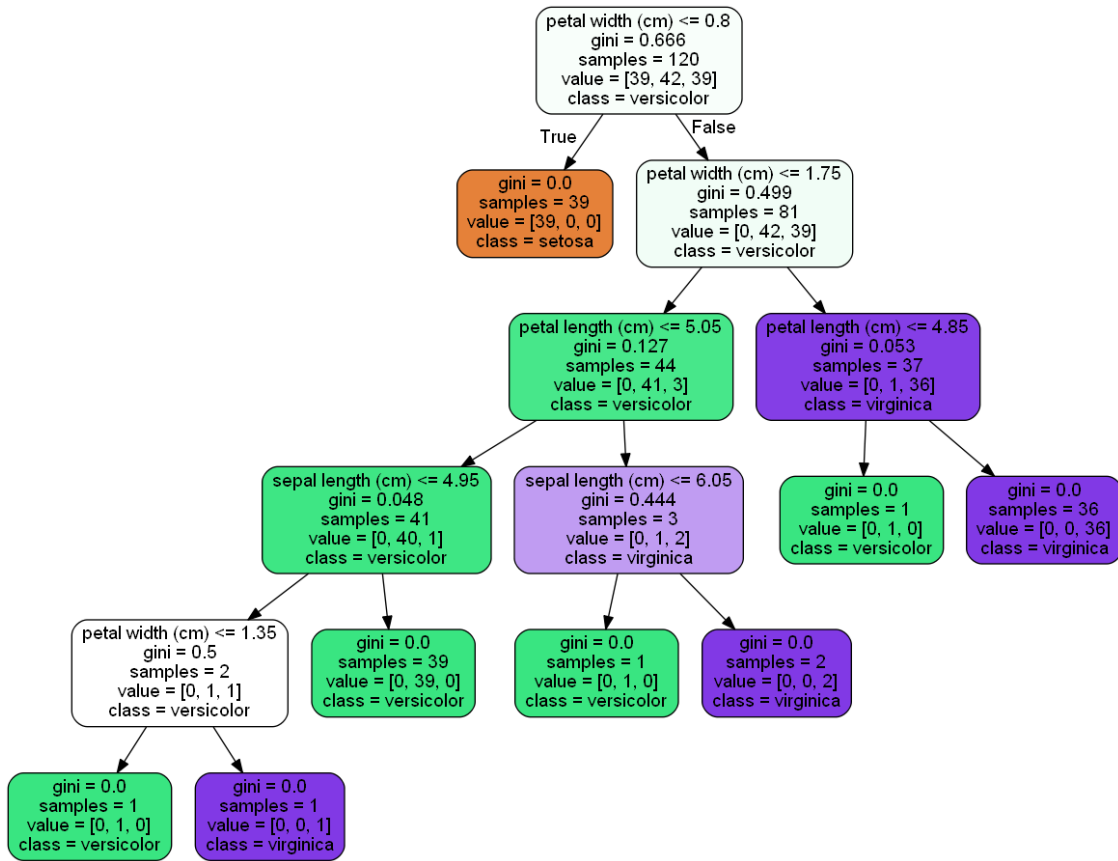 petal width (cm) <= 0.8
gini = 0.666
samples = 120
value = [39, 42, 39]
class = versicolor
True
False
gini = 0.0
samples = 39
value = [39, 0, 0]
class = setosa
petal width (cm) <= 1.75
gini = 0.499
samples = 81
value = [0, 42, 39]
class = versicolor
petal length (cm) <= 5.05
gini = 0.127
samples = 44
value = [0, 41, 3]
class = versicolor
petal length (cm) <= 4.85
gini = 0.053
samples = 37
value = [0, 1, 36]
class = virginica
sepal length (cm) <= 4.95
gini = 0.048
samples = 41
value = [0, 40, 1]
class = versicolor
sepal length (cm) <= 6.05
gini = 0.444
samples = 3
value = [0, 1, 2]
class = virginica
gini = 0.0
samples = 1
value = [0, 1, 0]
class = versicolor
gini = 0.0
samples = 36
value = [0, 0, 36]
class = virginica
petal width (cm) <= 1.35
gini = 0.5
samples = 2
value = [0, 1, 1]
class = versicolor
gini = 0.0
samples = 39
value = [0, 39, 0]
class = versicolor
gini = 0.0
samples = 1
value = [0, 1, 0]
class = versicolor
gini = 0.0
samples = 2
value = [0, 0, 2]
class = virginica
gini = 0.0
samples = 1
value = [0, 1, 0]
class = versicolor
gini = 0.0
samples = 1
value = [0, 0, 1]
class = virginica